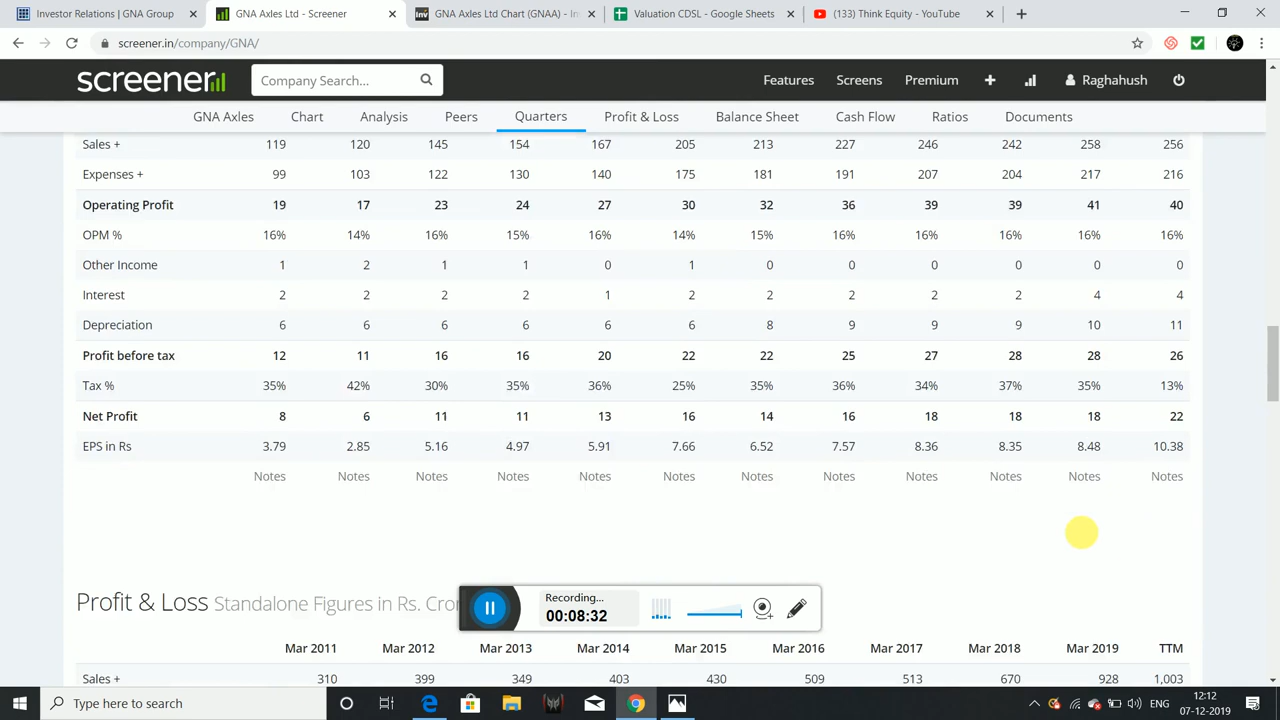 Investor Relations I GNA Group
GNA Axles Ltd - Screener
GNA Axles Ltd Chart (GNAA) - In
Valuation CDSL - Google Sheets
(133) Think Equity - YouTube
screener.in/company/GNA/
screener
Company Search...
Features
Screens
Premium
Raghahush
GNA Axles
Chart
Analysis
Peers
Quarters
Profit & Loss
Balance Sheet
Cash Flow
Ratios
Documents
Sales + 119 120 145 154 167 205 213 227 246 242 258 256
Expenses + 99 103 122 130 140 175 181 191 207 204 217 216
Operating Profit 19 17 23 24 27 30 32 36 39 39 41 40
OPM % 16% 14% 16% 15% 16% 14% 15% 16% 16% 16% 16% 16%
Other Income 1 2 1 1 0 1 0 0 0 0 0 0
Interest 2 2 2 2 1 2 2 2 2 2 4 4
Depreciation 6 6 6 6 6 6 8 9 9 9 10 11
Profit before tax 12 11 16 16 20 22 22 25 27 28 28 26
Tax % 35% 42% 30% 35% 36% 25% 35% 36% 34% 37% 35% 13%
Net Profit 8 6 11 11 13 16 14 16 18 18 18 22
EPS in Rs 3.79 2.85 5.16 4.97 5.91 7.66 6.52 7.57 8.36 8.35 8.48 10.38
Notes Notes Notes Notes Notes Notes Notes Notes Notes Notes Notes Notes
Profit & Loss Standalone Figures in Rs. Cror
Recording...
00:08:32
Mar 2011 Mar 2012 Mar 2013 Mar 2014 Mar 2015 Mar 2016 Mar 2017 Mar 2018 Mar 2019 TTM
Sales + 310 399 349 403 430 509 513 670 928 1,003
Type here to search
ENG
12:12
07-12-2019